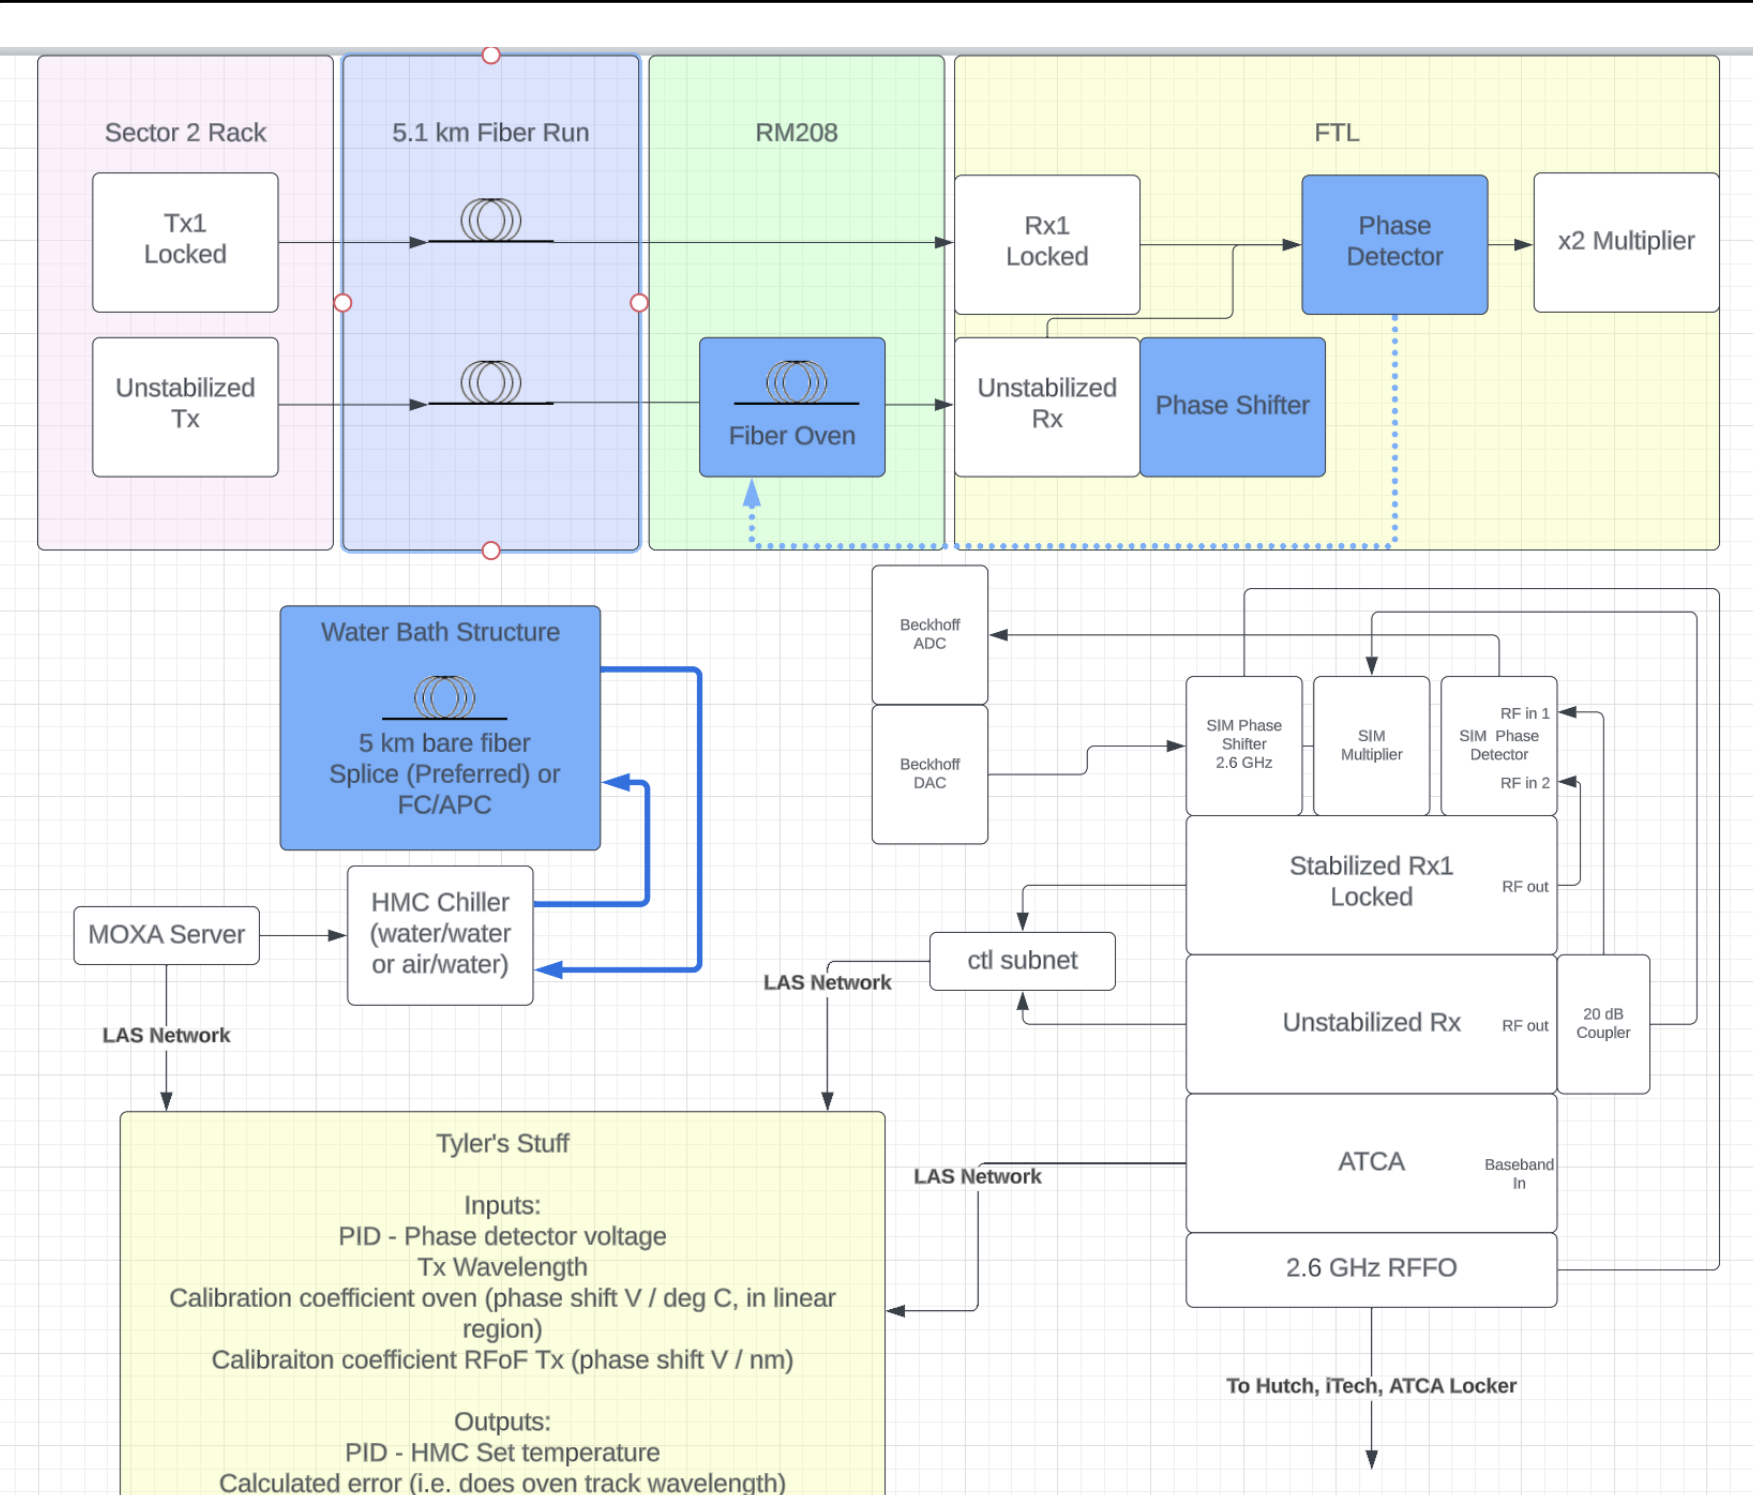 Sector 2 Rack
5.1 km Fiber Run
RM208
FTL
Tx1
Locked
Rx1
Locked
Phase
Detector
x2 Multiplier
Unstabilized
Tx
Fiber Oven
Unstabilized
Rx
Phase Shifter
Water Bath Structure
5 km bare fiber
Splice (Preferred) or
FC/APC
Beckhoff
ADC
Beckhoff
DAC
SIM Phase
Shifter
2.6 GHz
SIM
Multiplier
RF in 1
SIM Phase
Detector
RF in 2
Stabilized Rx1
Locked
RF out
MOXA Server
HMC Chiller
(water/water
or air/water)
ctl subnet
LAS Network
LAS Network
Unstabilized Rx
RF out
20 dB
Coupler
ATCA
Baseband
In
LAS Network
2.6 GHz RFFO
To Hutch, iTech, ATCA Locker
Tyler's Stuff
Inputs:
PID - Phase detector voltage
Tx Wavelength
Calibration coefficient oven (phase shift V / deg C, in linear
region)
Calibraiton coefficient RFoF Tx (phase shift V / nm)
Outputs:
PID - HMC Set temperature
Calculated error (i.e. does oven track wavelength)